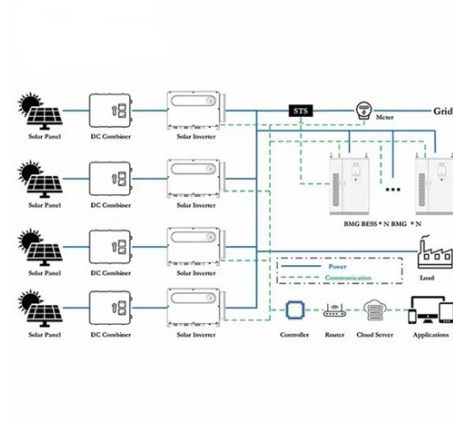 STS
Meter
Grid
Solar Panel
DC Combiner
Solar Inverter
Solar Panel
DC Combiner
Solar Inverter
BMG BESS * N BMG * N
Solar Panel
DC Combiner
Solar Inverter
Power
Communication
Load
Solar Panel
DC Combiner
Solar Inverter
Controller
Router
Cloud Server
Applications